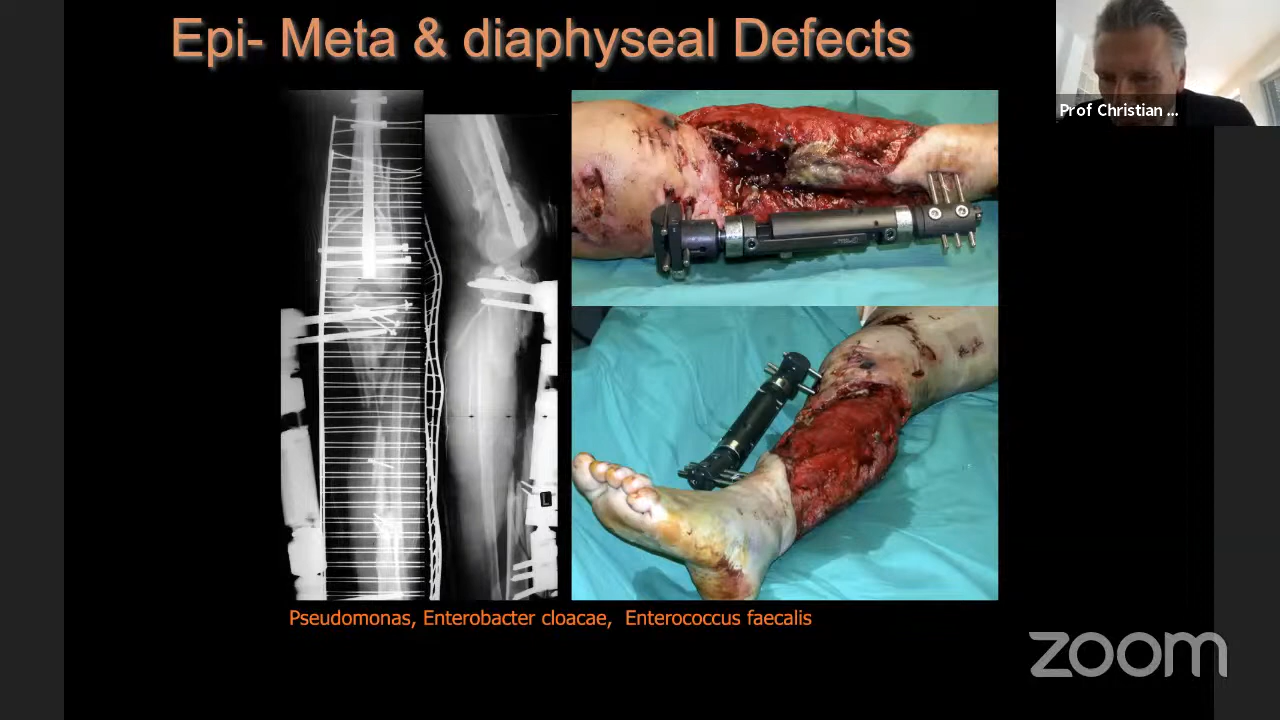 Epi- Meta & diaphyseal Defects
Prof Christian ...
Pseudomonas, Enterobacter cloacae, Enterococcus faecalis
zoom